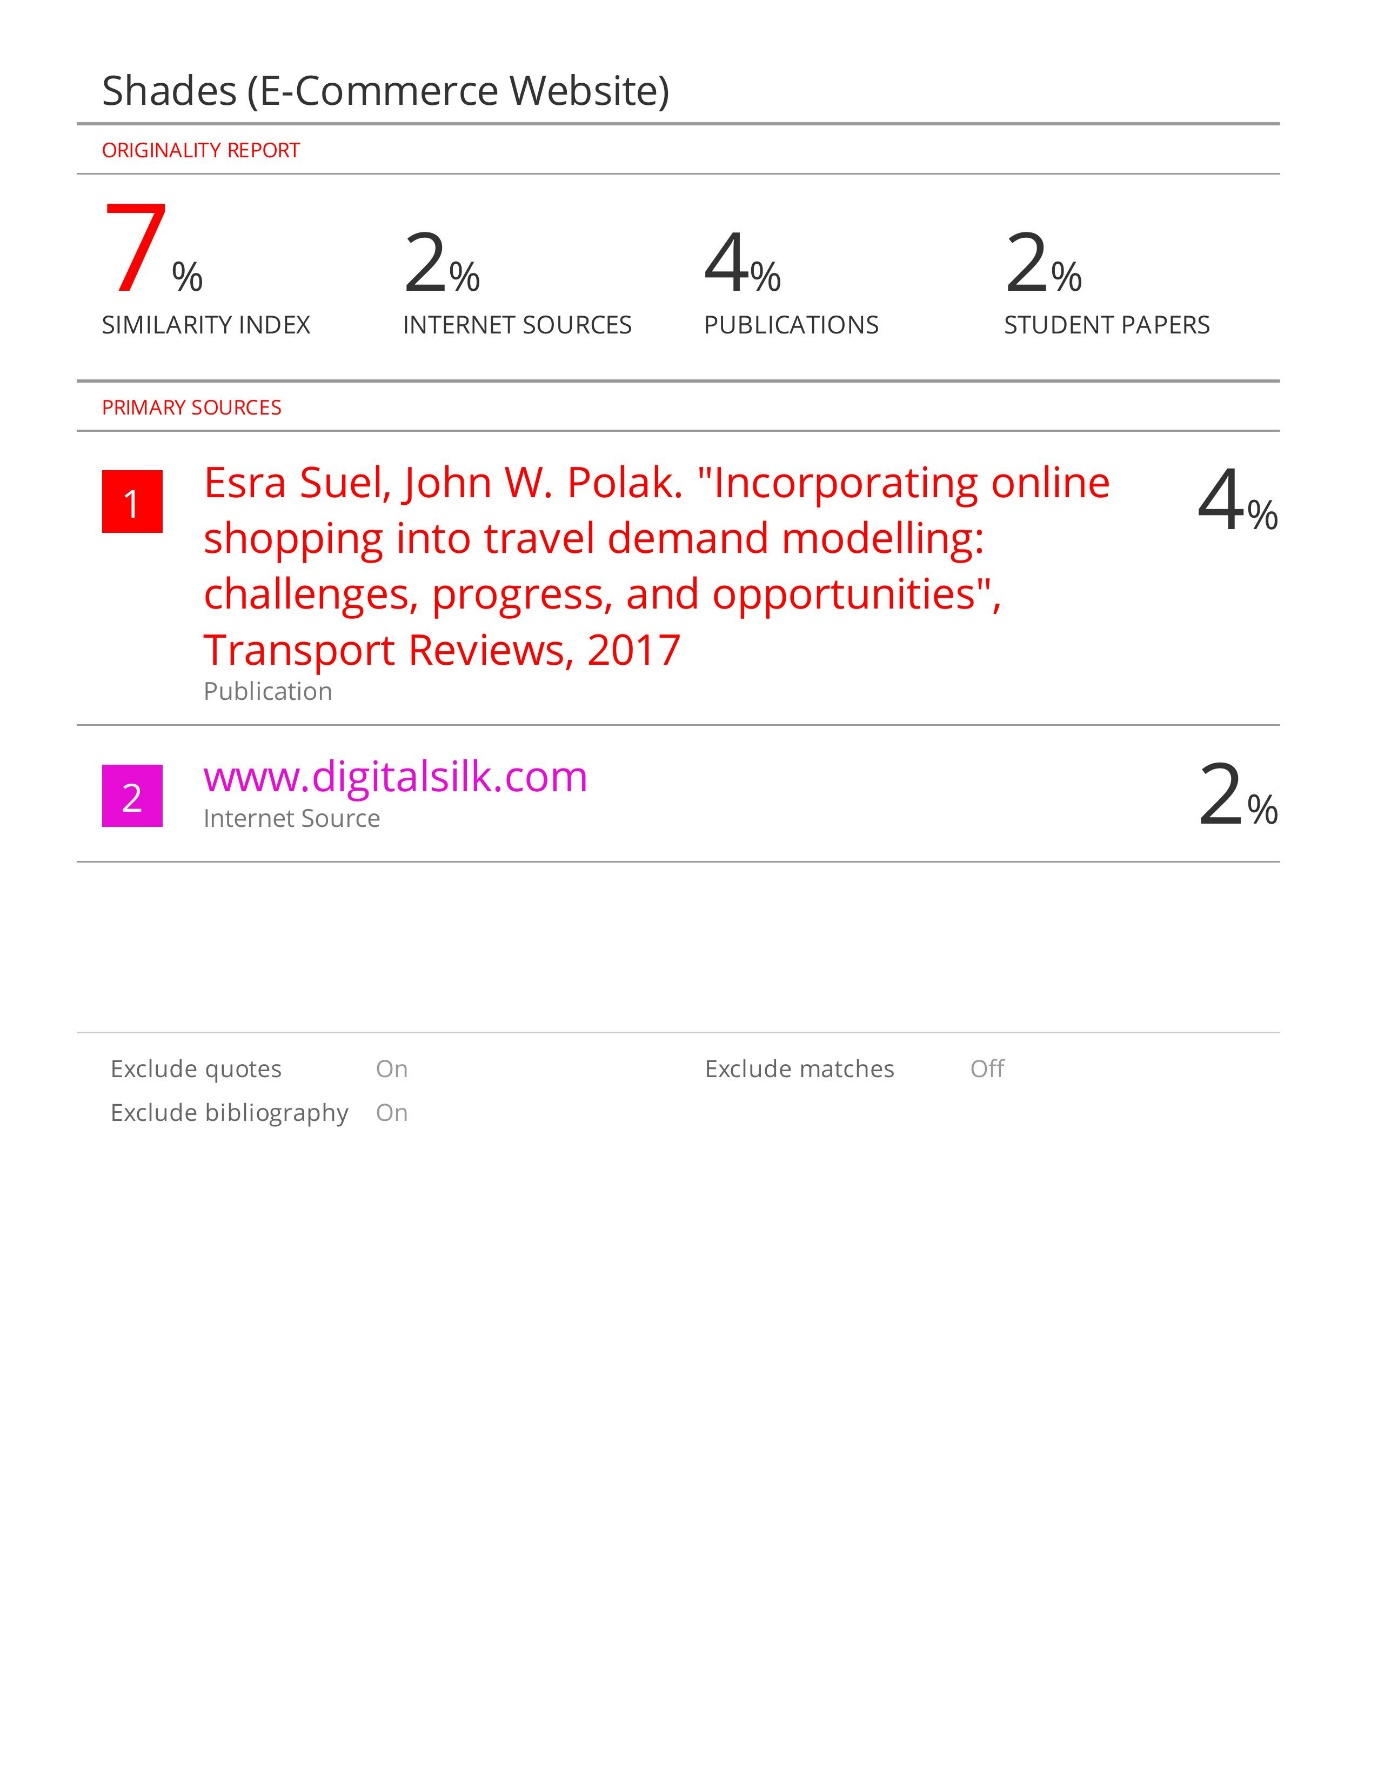 Shades (E-Commerce Website)
ORIGINALITY REPORT
7% 2% 4% 2%
SIMILARITY INDEX INTERNET SOURCES PUBLICATIONS STUDENT PAPERS
PRIMARY SOURCES
1 Esra Suel, John W. Polak. "Incorporating online 4%
shopping into travel demand modelling:
challenges, progress, and opportunities",
Transport Reviews, 2017
Publication
2 www.digitalsilk.com 2%
Internet Source
Exclude quotes On Exclude matches Off
Exclude bibliography On